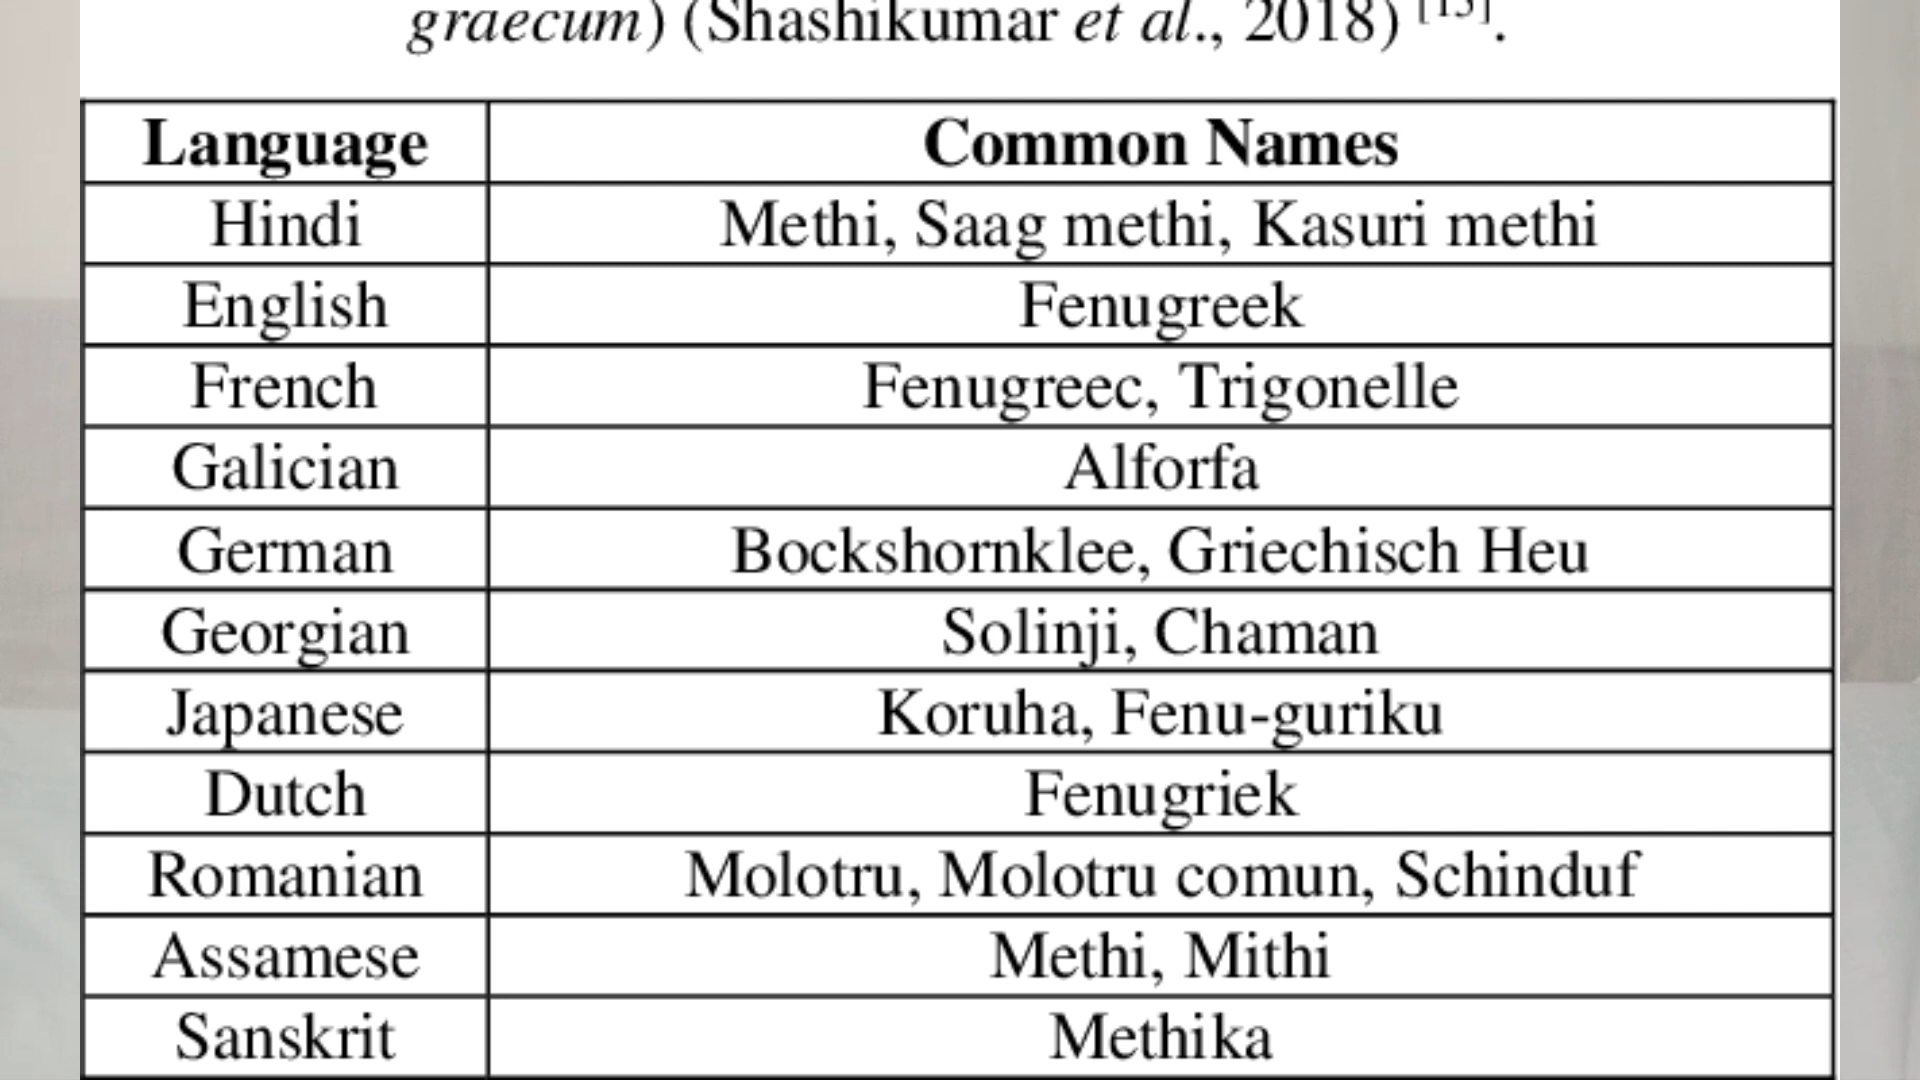 graecum) (Shashikumar et al., 2018) [15].
Language Common Names
Hindi Methi, Saag methi, Kasuri methi
English Fenugreek
French Fenugreec, Trigonelle
Galician Alforfa
German Bockshornklee, Griechisch Heu
Georgian Solinji, Chaman
Japanese Koruha, Fenu-guriku
Dutch Fenugriek
Romanian Molotru, Molotru comun, Schinduf
Assamese Methi, Mithi
Sanskrit Methika